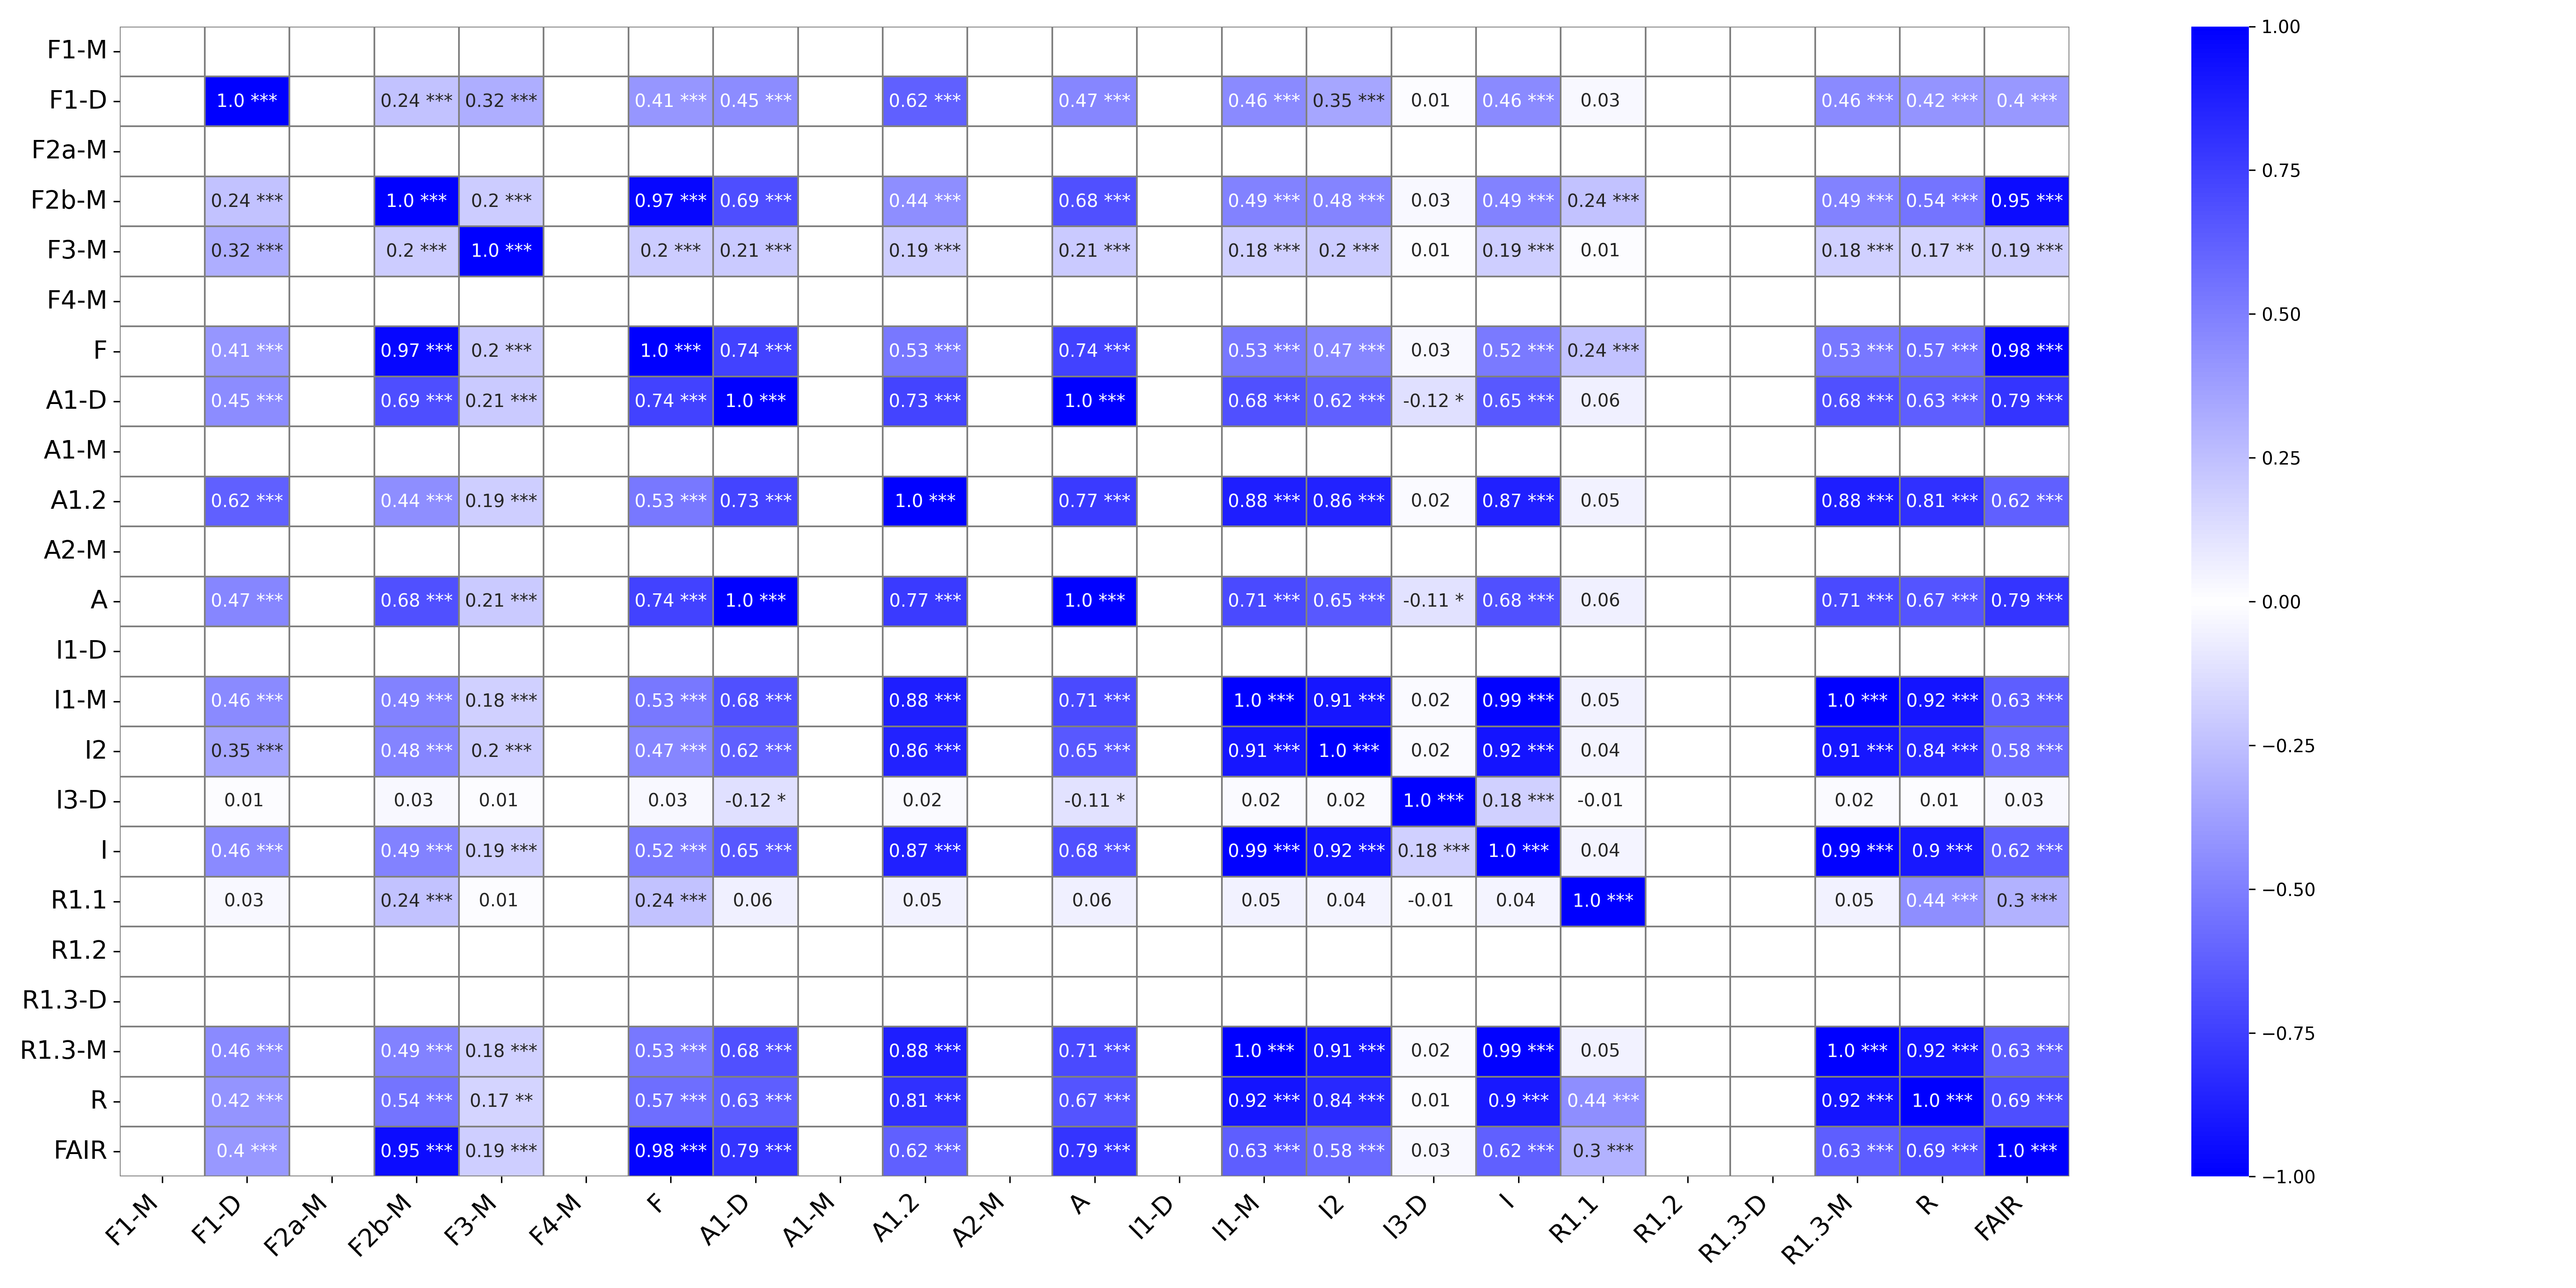 F1-M
F1-D 1.0 *** 0.24 *** 0.32 *** 0.41 *** 0.45 *** 0.62 *** 0.47 *** 0.46 *** 0.35 *** 0.01 0.46 *** 0.03 0.46 *** 0.42 *** 0.4 ***
F2a-M
F2b-M 0.24 *** 1.0 *** 0.2 *** 0.97 *** 0.69 *** 0.44 *** 0.68 *** 0.49 *** 0.48 *** 0.03 0.49 *** 0.24 *** 0.49 *** 0.54 *** 0.95 ***
F3-M 0.32 *** 0.2 *** 1.0 *** 0.2 *** 0.21 *** 0.19 *** 0.21 *** 0.18 *** 0.2 *** 0.01 0.19 *** 0.01 0.18 *** 0.17 ** 0.19 ***
F4-M
F 0.41 *** 0.97 *** 0.2 *** 1.0 *** 0.74 *** 0.53 *** 0.74 *** 0.53 *** 0.47 *** 0.03 0.52 *** 0.24 *** 0.53 *** 0.57 *** 0.98 ***
A1-D 0.45 *** 0.69 *** 0.21 *** 0.74 *** 1.0 *** 0.73 *** 1.0 *** 0.68 *** 0.62 *** -0.12 * 0.65 *** 0.06 0.68 *** 0.63 *** 0.79 ***
A1-M
A1.2 0.62 *** 0.44 *** 0.19 *** 0.53 *** 0.73 *** 1.0 *** 0.77 *** 0.88 *** 0.86 *** 0.02 0.87 *** 0.05 0.88 *** 0.81 *** 0.62 ***
A2-M
A 0.47 *** 0.68 *** 0.21 *** 0.74 *** 1.0 *** 0.77 *** 1.0 *** 0.71 *** 0.65 *** -0.11 * 0.68 *** 0.06 0.71 *** 0.67 *** 0.79 ***
I1-D
I1-M 0.46 *** 0.49 *** 0.18 *** 0.53 *** 0.68 *** 0.88 *** 0.71 *** 1.0 *** 0.91 *** 0.02 0.99 *** 0.05 1.0 *** 0.92 *** 0.63 ***
I2 0.35 *** 0.48 *** 0.2 *** 0.47 *** 0.62 *** 0.86 *** 0.65 *** 0.91 *** 1.0 *** 0.02 0.92 *** 0.04 0.91 *** 0.84 *** 0.58 ***
I3-D 0.01 0.03 0.01 0.03 -0.12 * 0.02 -0.11 * 0.02 0.02 1.0 *** 0.18 *** -0.01 0.02 0.01 0.03
I 0.46 *** 0.49 *** 0.19 *** 0.52 *** 0.65 *** 0.87 *** 0.68 *** 0.99 *** 0.92 *** 0.18 *** 1.0 *** 0.04 0.99 *** 0.9 *** 0.62 ***
R1.1 0.03 0.24 *** 0.01 0.24 *** 0.06 0.05 0.06 0.05 0.04 -0.01 0.04 1.0 *** 0.05 0.44 *** 0.3 ***
R1.2
R1.3-D
R1.3-M 0.46 *** 0.49 *** 0.18 *** 0.53 *** 0.68 *** 0.88 *** 0.71 *** 1.0 *** 0.91 *** 0.02 0.99 *** 0.05 1.0 *** 0.92 *** 0.63 ***
R 0.42 *** 0.54 *** 0.17 ** 0.57 *** 0.63 *** 0.81 *** 0.67 *** 0.92 *** 0.84 *** 0.01 0.9 *** 0.44 *** 0.92 *** 1.0 *** 0.69 ***
FAIR 0.4 *** 0.95 *** 0.19 *** 0.98 *** 0.79 *** 0.62 *** 0.79 *** 0.63 *** 0.58 *** 0.03 0.62 *** 0.3 *** 0.63 *** 0.69 *** 1.0 ***
F1-M F1-D F2a-M F2b-M F3-M F4-M F A1-D A1-M A1.2 A2-M A I1-D I1-M I2 I3-D I R1.1 R1.2 R1.3-D R1.3-M R FAIR
1.00
0.75
0.50
0.25
0.00
−0.25
−0.50
−0.75
−1.00